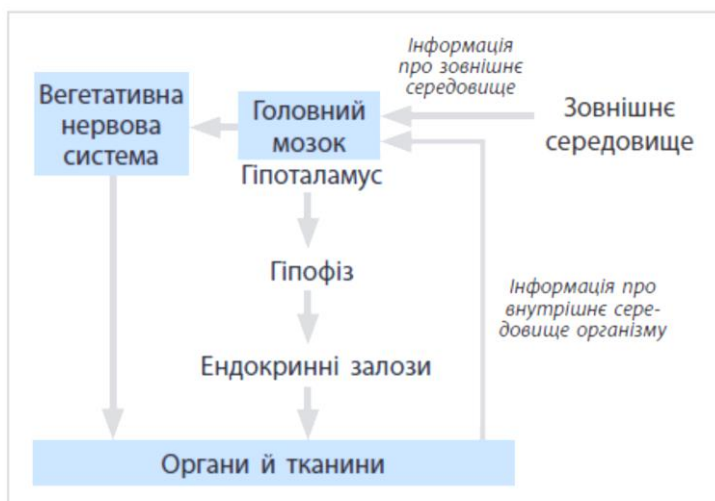 Інформація
про зовнішнє
середовище
Вегетативна
нервова
система
Головний
мозок
Гіпоталамус
Зовнішнє
середовище
Гіпофіз
Інформація про
внутрішнє сере-
довище організму
Ендокринні залози
Органи й тканини